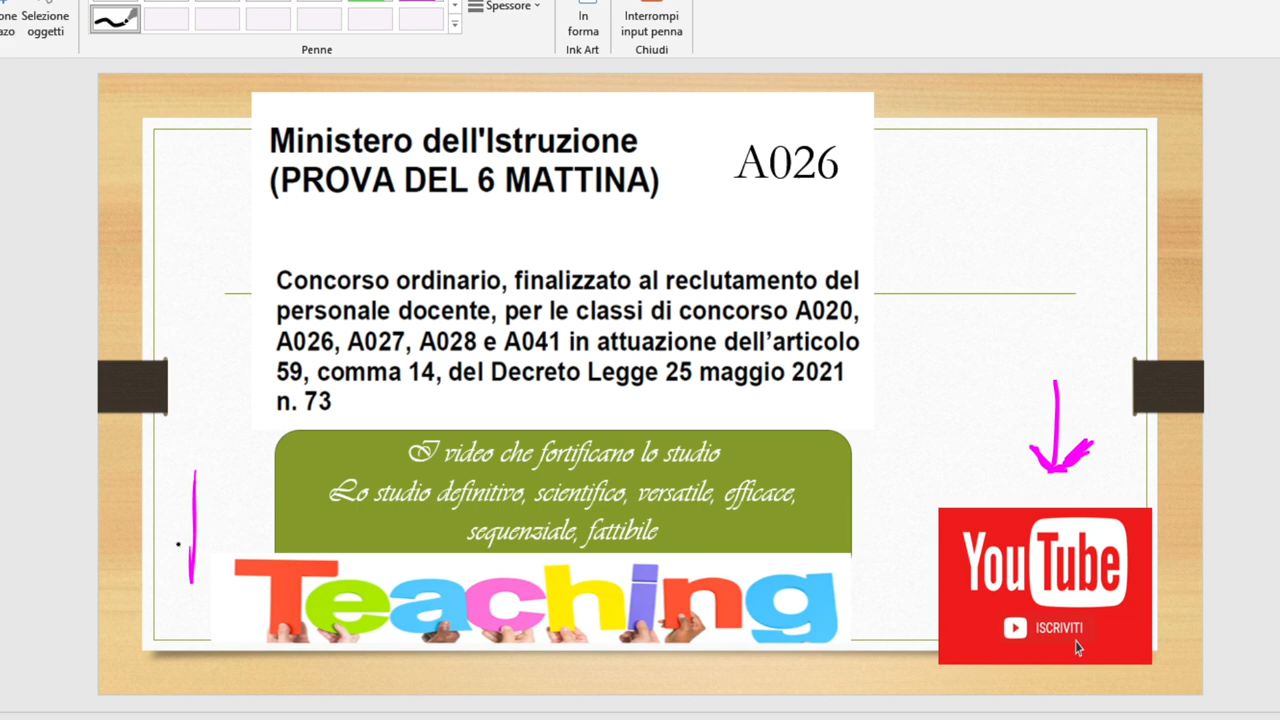 one Selezione
azo oggetti
Spessore
In
forma
Interrompi
input penna
Penne
Ink Art
Chiudi
Ministero dell'Istruzione
(PROVA DEL 6 MATTINA)
A026
Concorso ordinario, finalizzato al reclutamento del
personale docente, per le classi di concorso A020,
A026, A027, A028 e A041 in attuazione dell’articolo
59, comma 14, del Decreto Legge 25 maggio 2021
n. 73
I video che fortificano lo studio
Lo studio definitivo, scientifico, versatile, efficace,
sequenziale, fattibile
Teaching
YouTube
ISCRIVITI